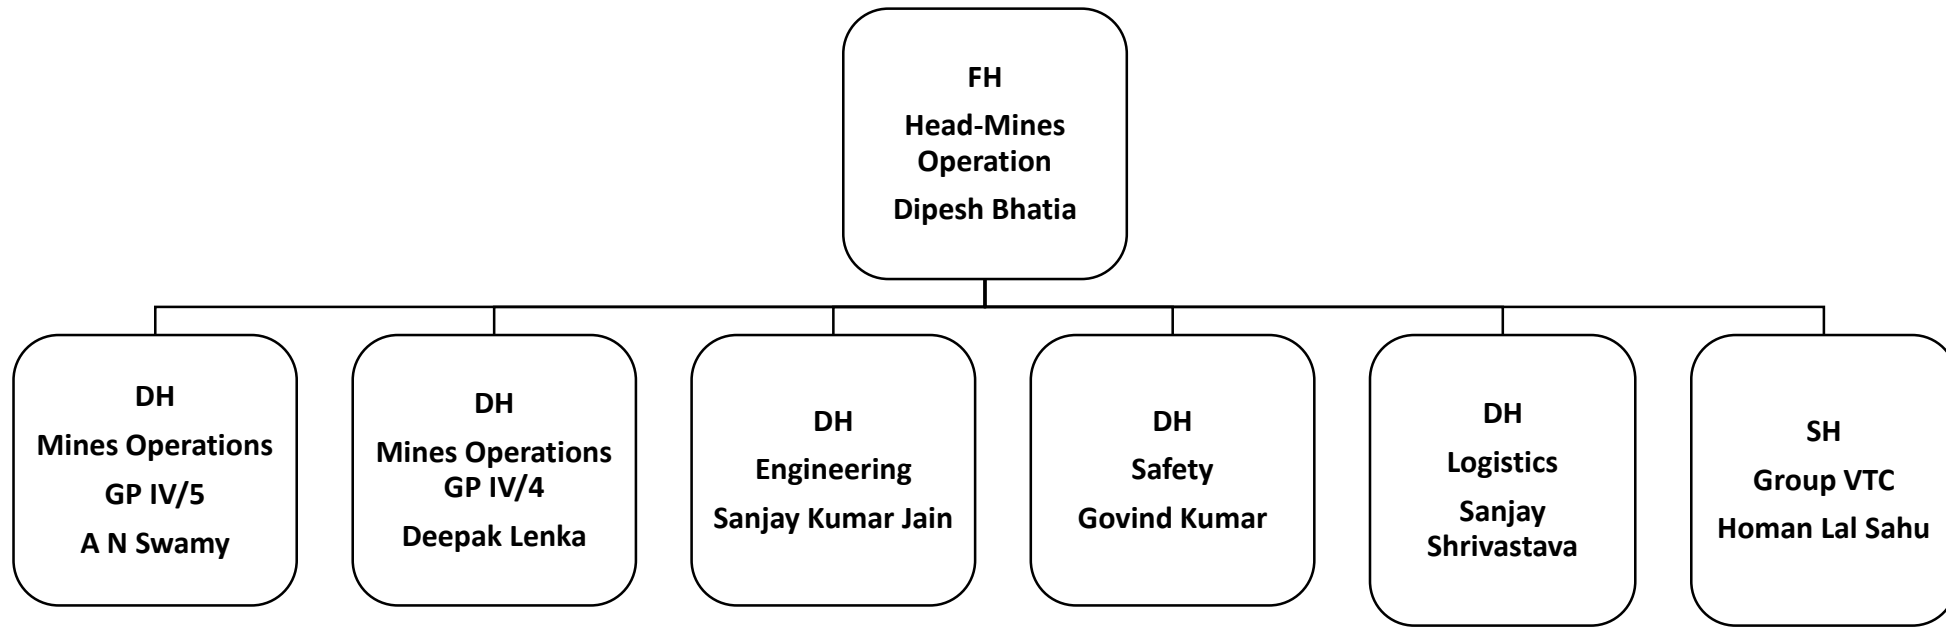 FH
Head-Mines
Operation
Dipesh Bhatia
DH
Mines Operations
GP IV/5
A N Swamy
DH
Mines Operations
GP IV/4
Deepak Lenka
DH
Engineering
Sanjay Kumar Jain
DH
Safety
Govind Kumar
DH
Logistics
Sanjay
Shrivastava
SH
Group VTC
Homan Lal Sahu